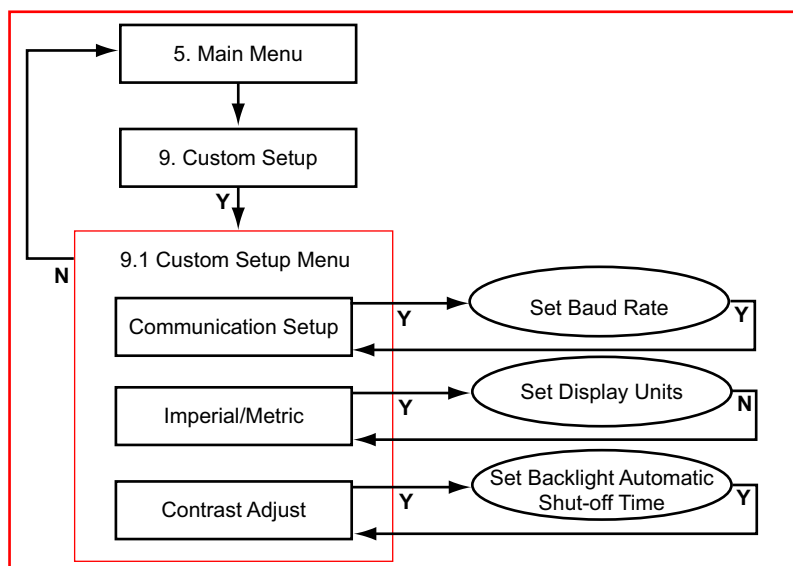 5. Main Menu
9. Custom Setup
Y
N
9.1 Custom Setup Menu
Communication Setup
Y
Set Baud Rate
Y
Imperial/Metric
Y
Set Display Units
N
Contrast Adjust
Y
Set Backlight Automatic
Shut-off Time
Y